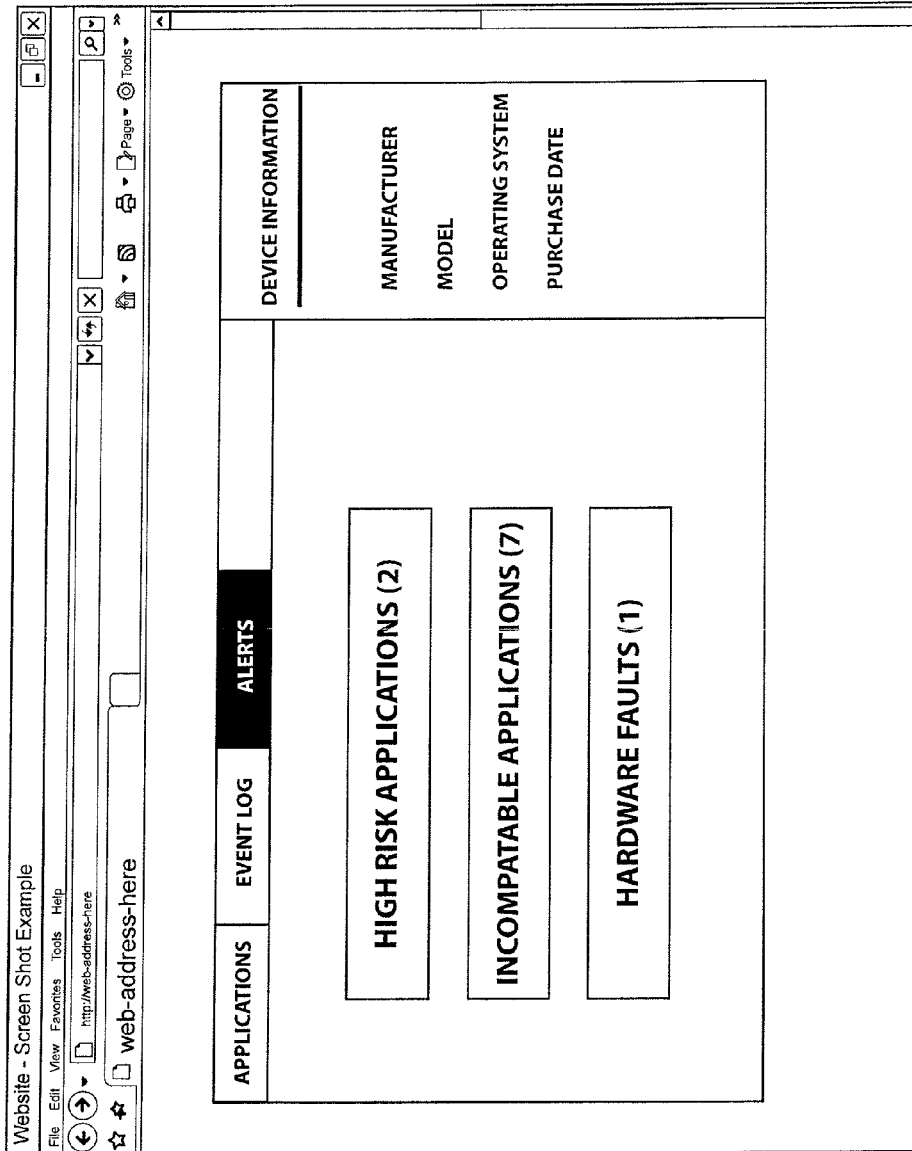 Website - Screen Shot Example
File Edit View Favorites Tools Help
http://web-address-here
web-address-here
Page Tools
APPLICATIONS EVENT LOG ALERTS
DEVICE INFORMATION
MANUFACTURER
MODEL
OPERATING SYSTEM
PURCHASE DATE
HIGH RISK APPLICATIONS (2)
INCOMPATABLE APPLICATIONS (7)
HARDWARE FAULTS (1)